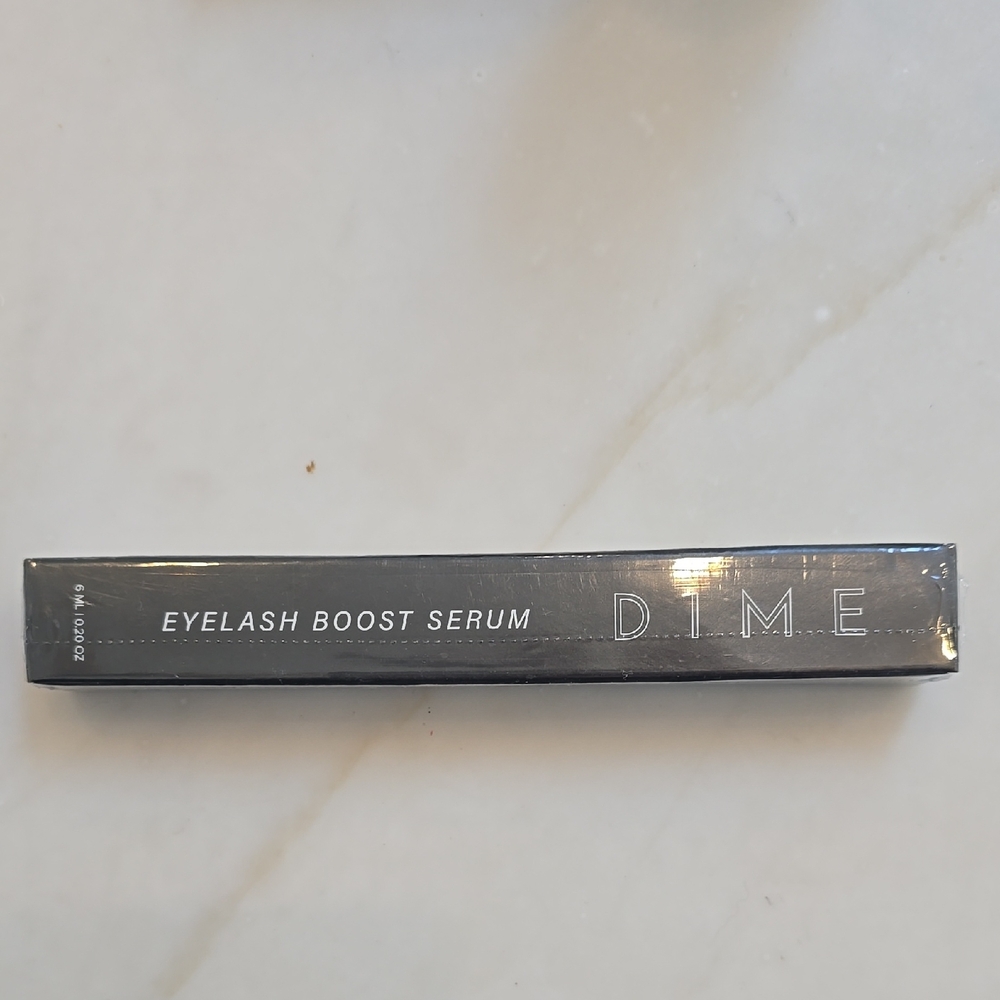 6 ML | 0.20 OZ
EYELASH BOOST SERUM
DIME